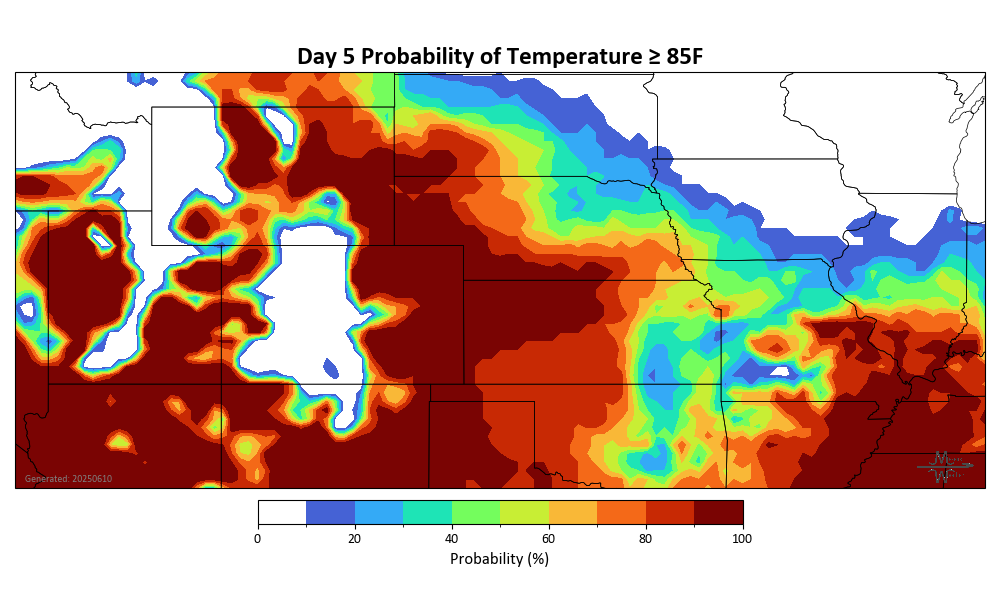 Day 5 Probability of Temperature ≥ 85F
Generated: 20250610
0 20 40 60 80 100
Probability (%)